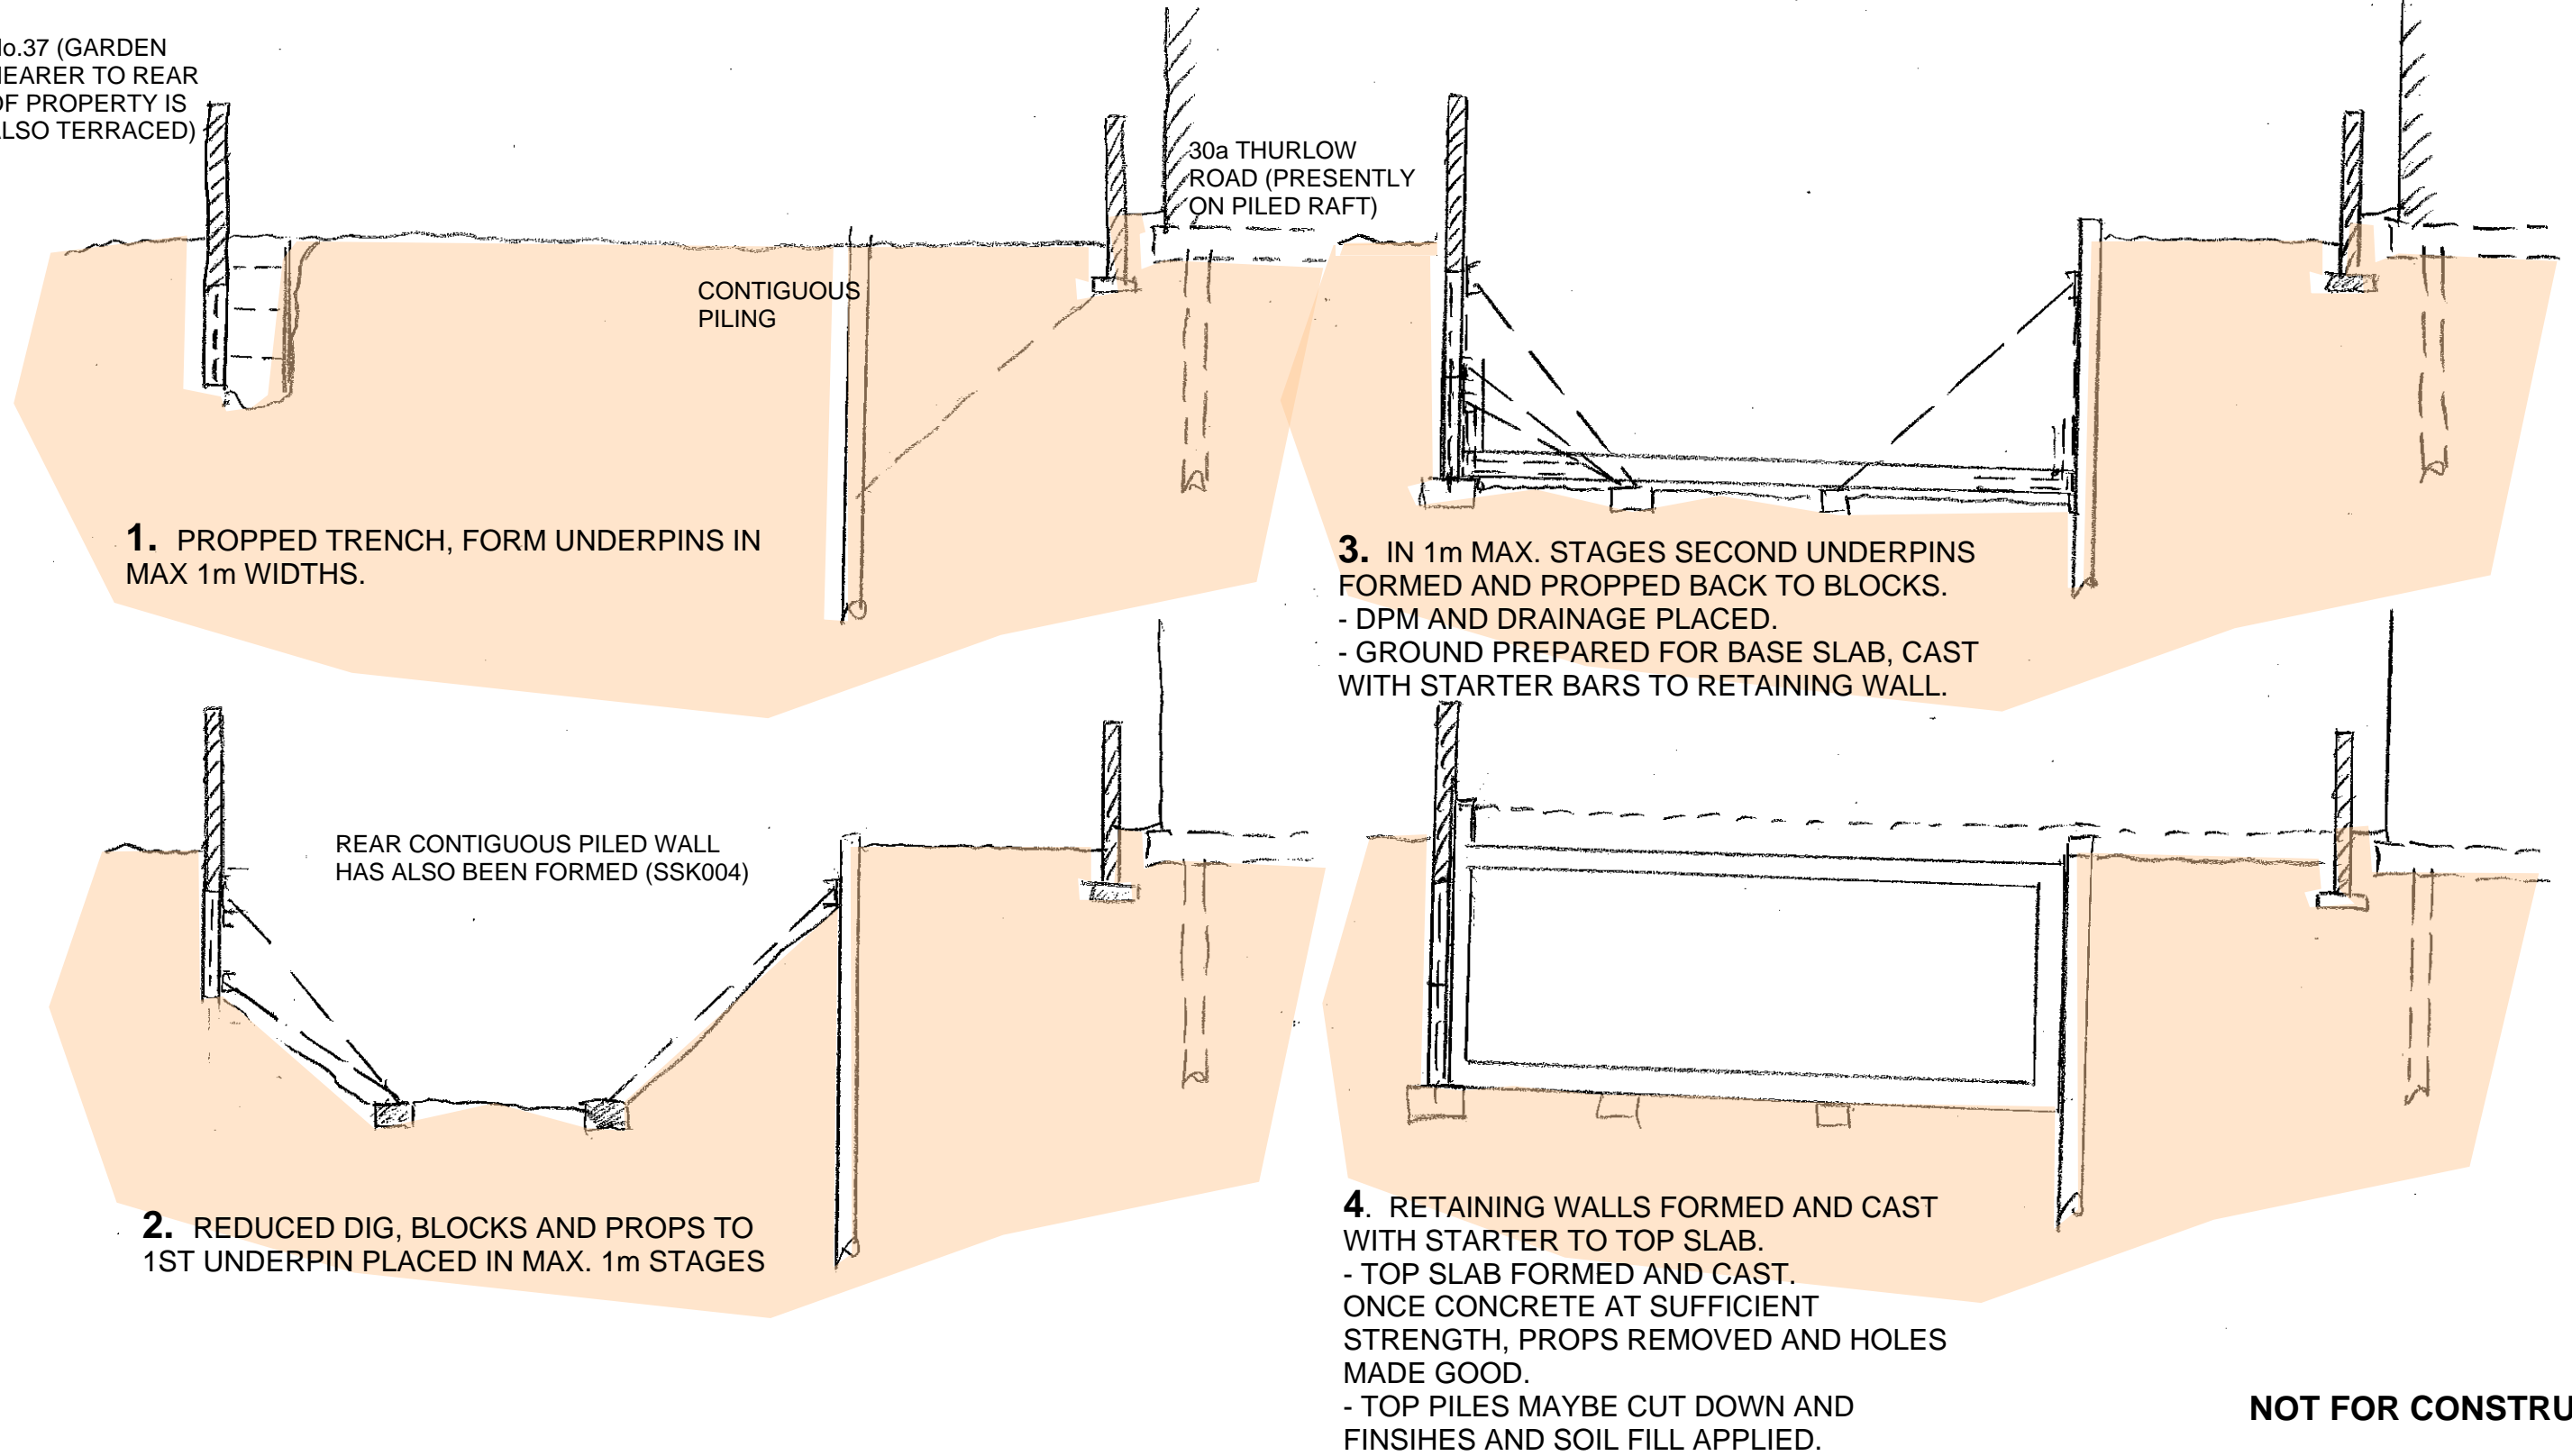 No.37 (GARDEN
NEARER TO REAR
OF PROPERTY IS
ALSO TERRACED)
30a THURLOW
ROAD (PRESENTLY
ON PILED RAFT)
CONTIGUOUS
PILING
1. PROPPED TRENCH, FORM UNDERPINS IN
MAX 1m WIDTHS.
3. IN 1m MAX. STAGES SECOND UNDERPINS
FORMED AND PROPPED BACK TO BLOCKS.
- DPM AND DRAINAGE PLACED.
- GROUND PREPARED FOR BASE SLAB, CAST
WITH STARTER BARS TO RETAINING WALL.
REAR CONTIGUOUS PILED WALL
HAS ALSO BEEN FORMED (SSK004)
2. REDUCED DIG, BLOCKS AND PROPS TO
1ST UNDERPIN PLACED IN MAX. 1m STAGES
4. RETAINING WALLS FORMED AND CAST
WITH STARTER TO TOP SLAB.
- TOP SLAB FORMED AND CAST.
ONCE CONCRETE AT SUFFICIENT
STRENGTH, PROPS REMOVED AND HOLES
MADE GOOD.
- TOP PILES MAYBE CUT DOWN AND
FINSIHES AND SOIL FILL APPLIED.
NOT FOR CONSTRU